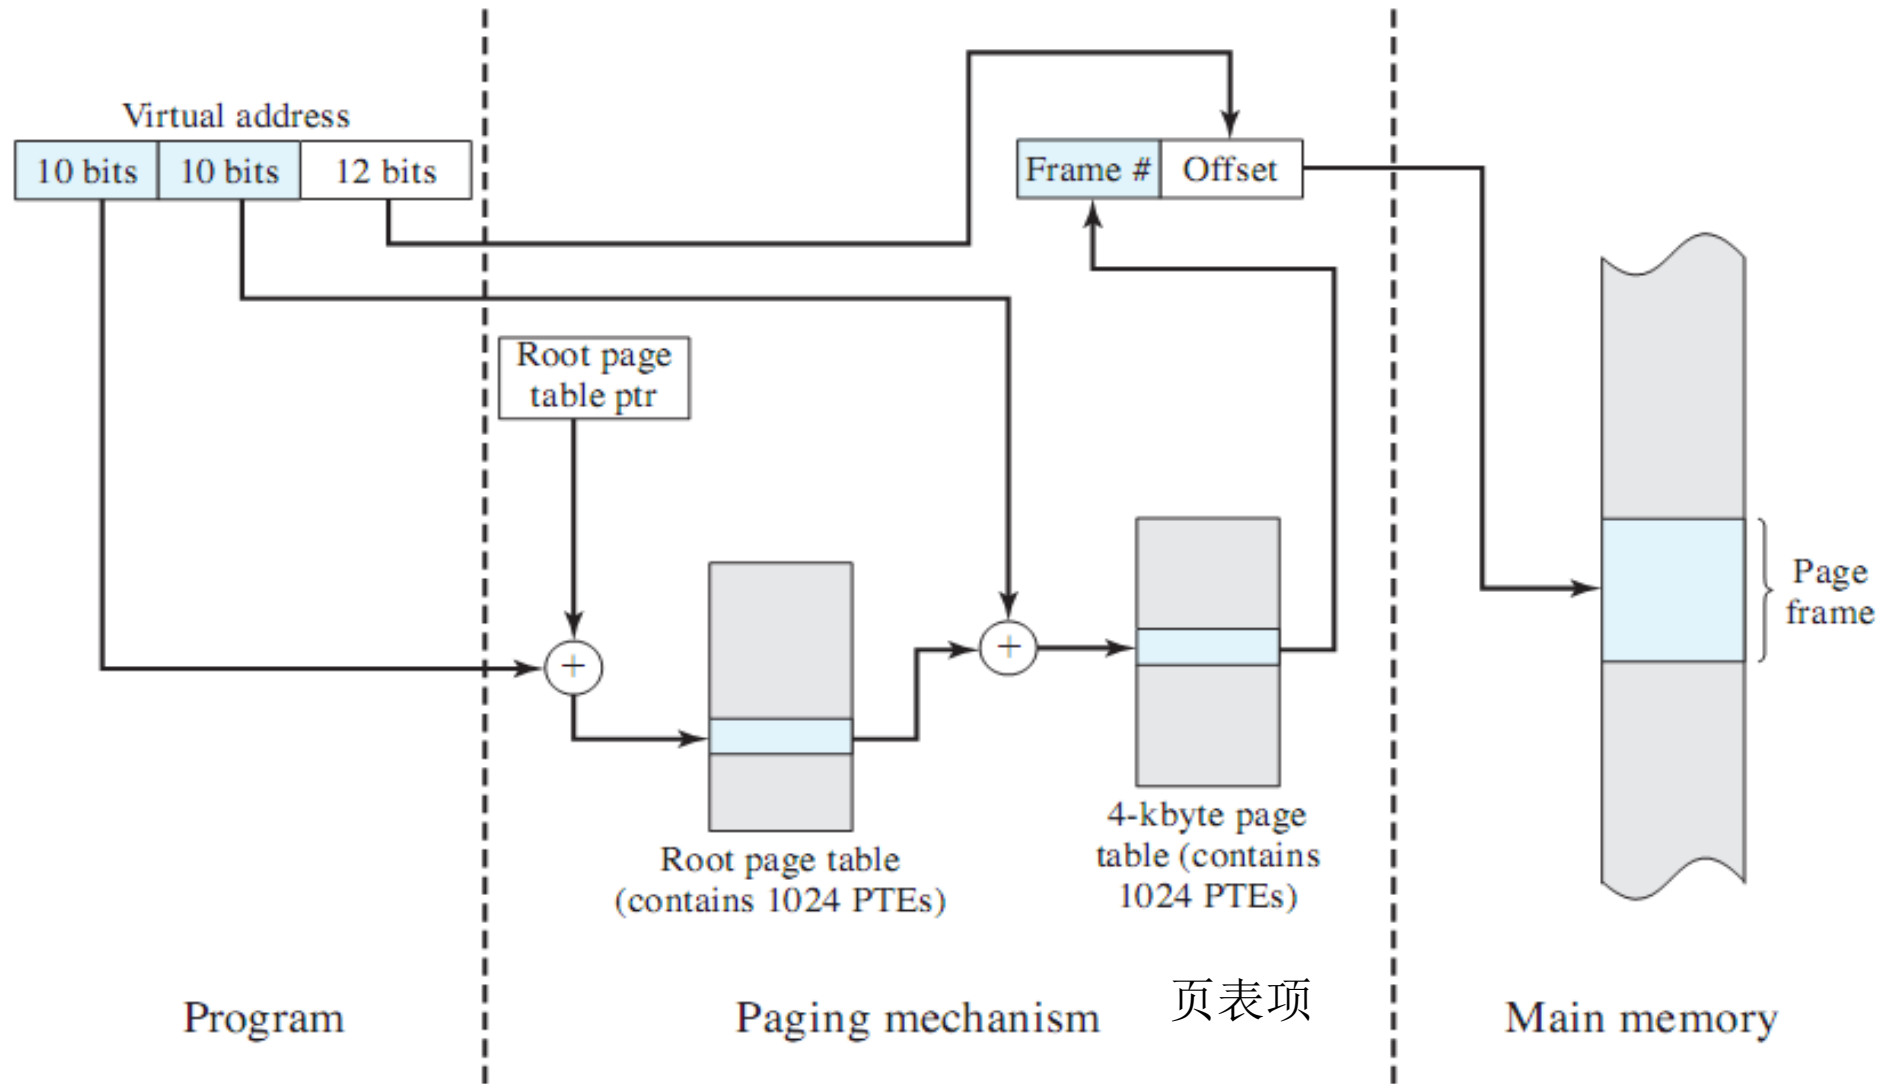 Virtual address
10 bits
10 bits
12 bits
Frame #
Offset
Root page
table ptr
+
+
Root page table
(contains 1024 PTEs)
4-kbyte page
table (contains
1024 PTEs)
Page
frame
Program
Paging mechanism
页表项
Main memory